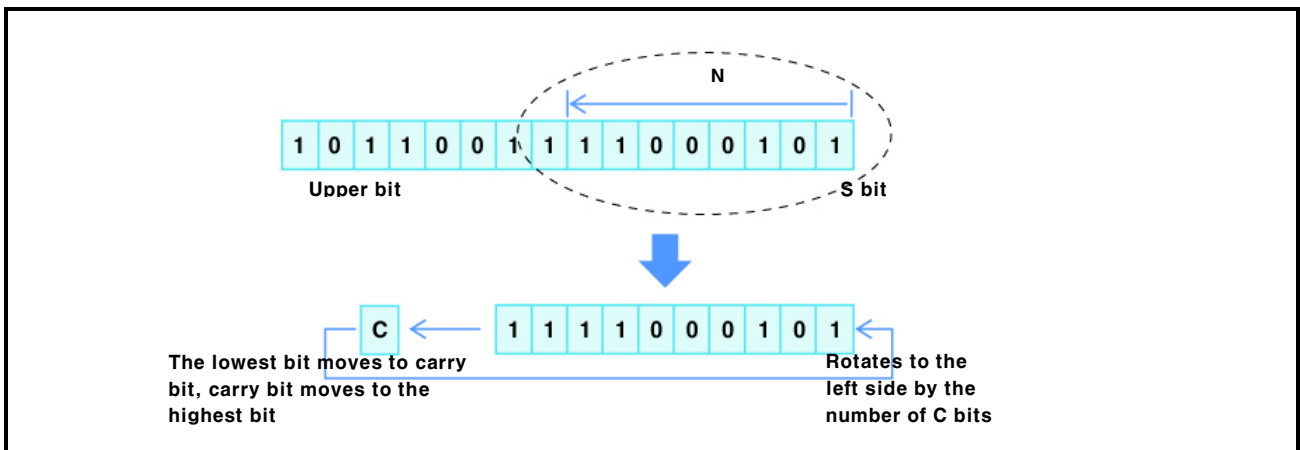 N
1 0 1 1 0 0 1 1 1 1 0 0 0 1 0 1
Upper bit
S bit
C
1 1 1 1 0 0 0 1 0 1
The lowest bit moves to carry
bit, carry bit moves to the
highest bit
Rotates to the
left side by the
number of C bits